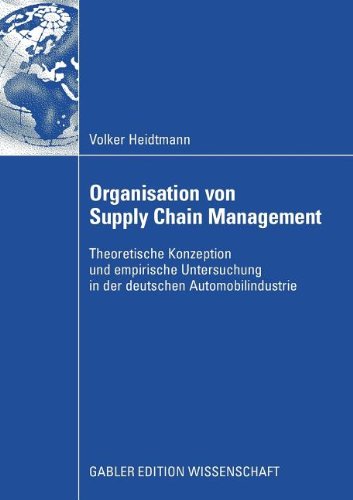 Volker Heidtmann
Organisation von
Supply Chain Management
Theoretische Konzeption
und empirische Untersuchung
in der deutschen Automobilindustrie
GABLER EDITION WISSENSCHAFT